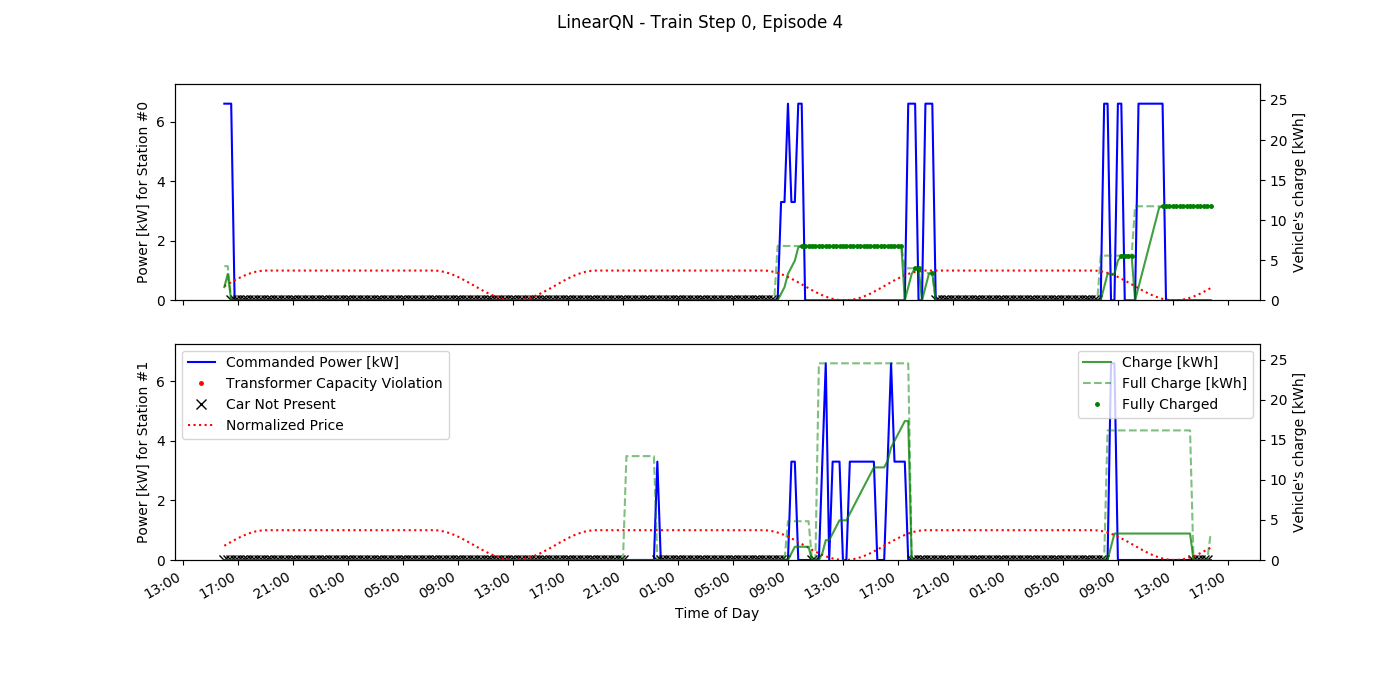 LinearQN - Train Step 0, Episode 4
Power [kW] for Station #0
6
4
2
0
25
20
15
10
5
0
Vehicle's charge [kWh]
Power [kW] for Station #1
6
4
2
0
Commanded Power [kW]
Transformer Capacity Violation
Car Not Present
Normalized Price
Charge [kWh]
Full Charge [kWh]
Fully Charged
25
20
15
10
5
0
Vehicle's charge [kWh]
13:00 17:00 21:00 01:00 05:00 09:00 13:00 17:00 21:00 01:00 05:00 09:00 13:00 17:00 21:00 01:00 05:00 09:00 13:00 17:00
Time of Day